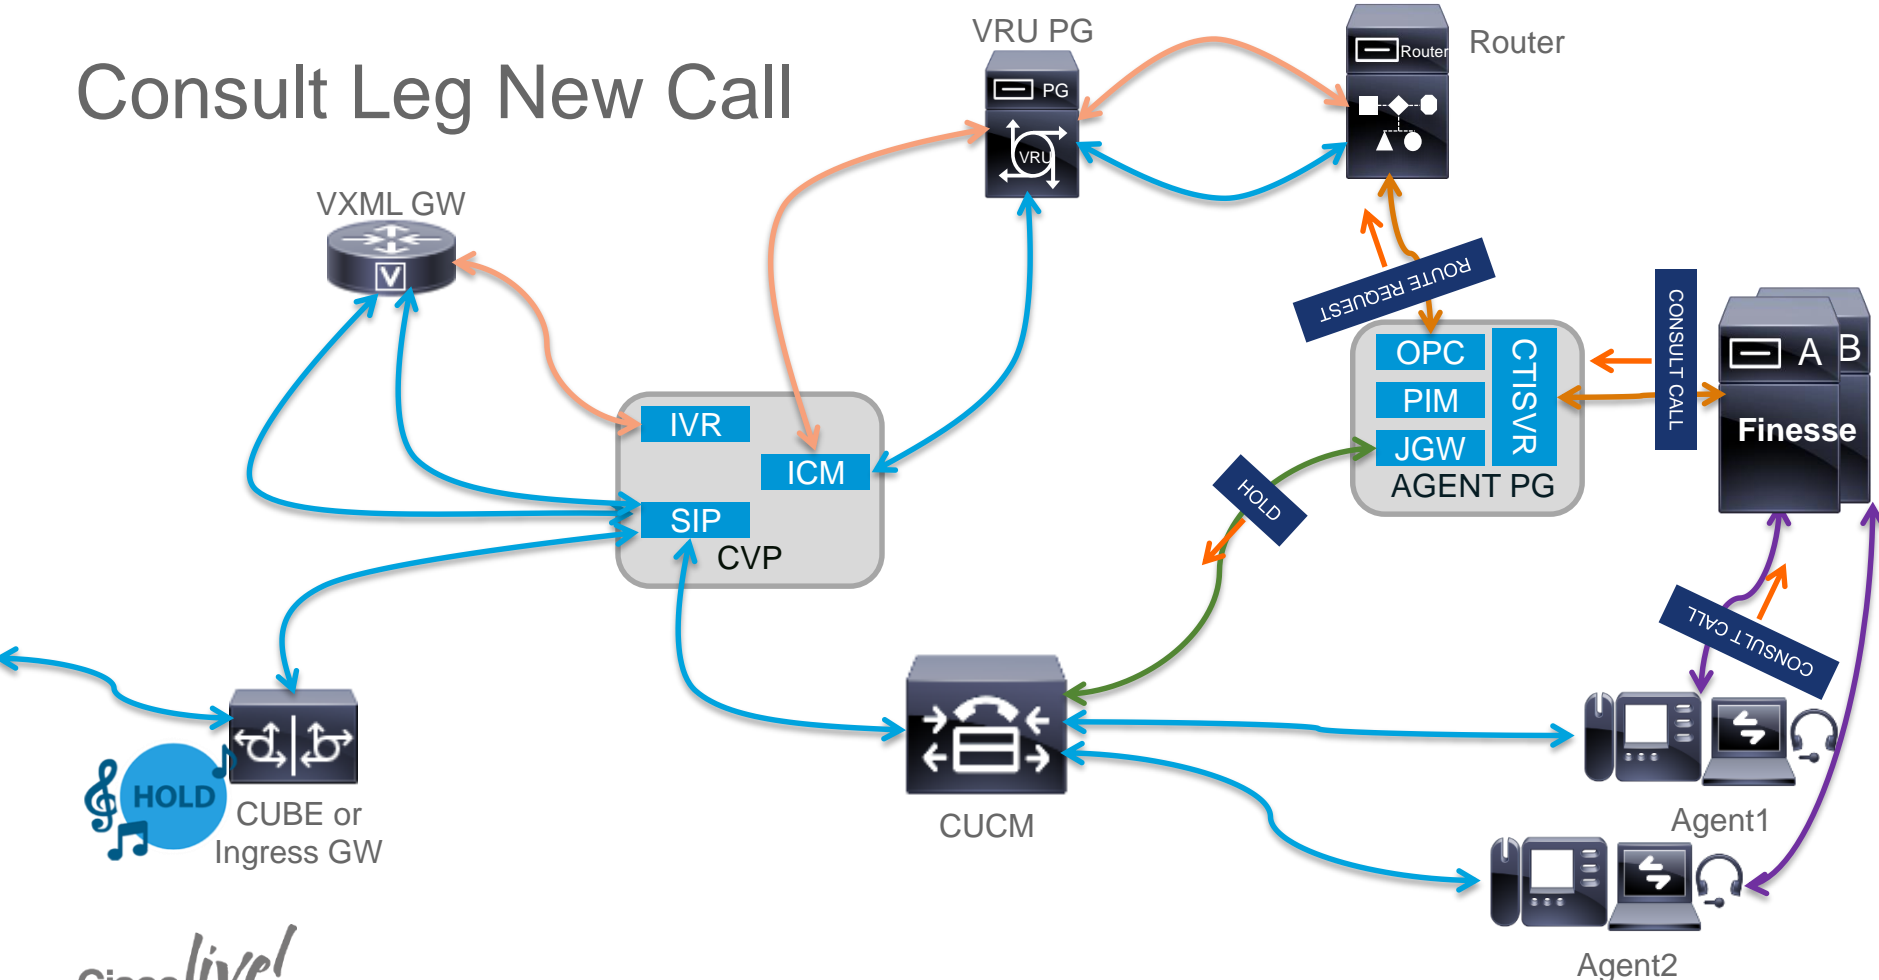 Consult Leg New Call
VRU PG
PG
VRU
Router
Router
VXML GW
V
ROUTE REQUEST
CONSULT CALL
OPC
PIM
JGW
CTISVR
AGENT PG
A
B
Finesse
IVR
ICM
SIP
CVP
HOLD
CONSULT CALL
HOLD
CUBE or
Ingress GW
CUCM
Agent1
Agent2
Cisco live!